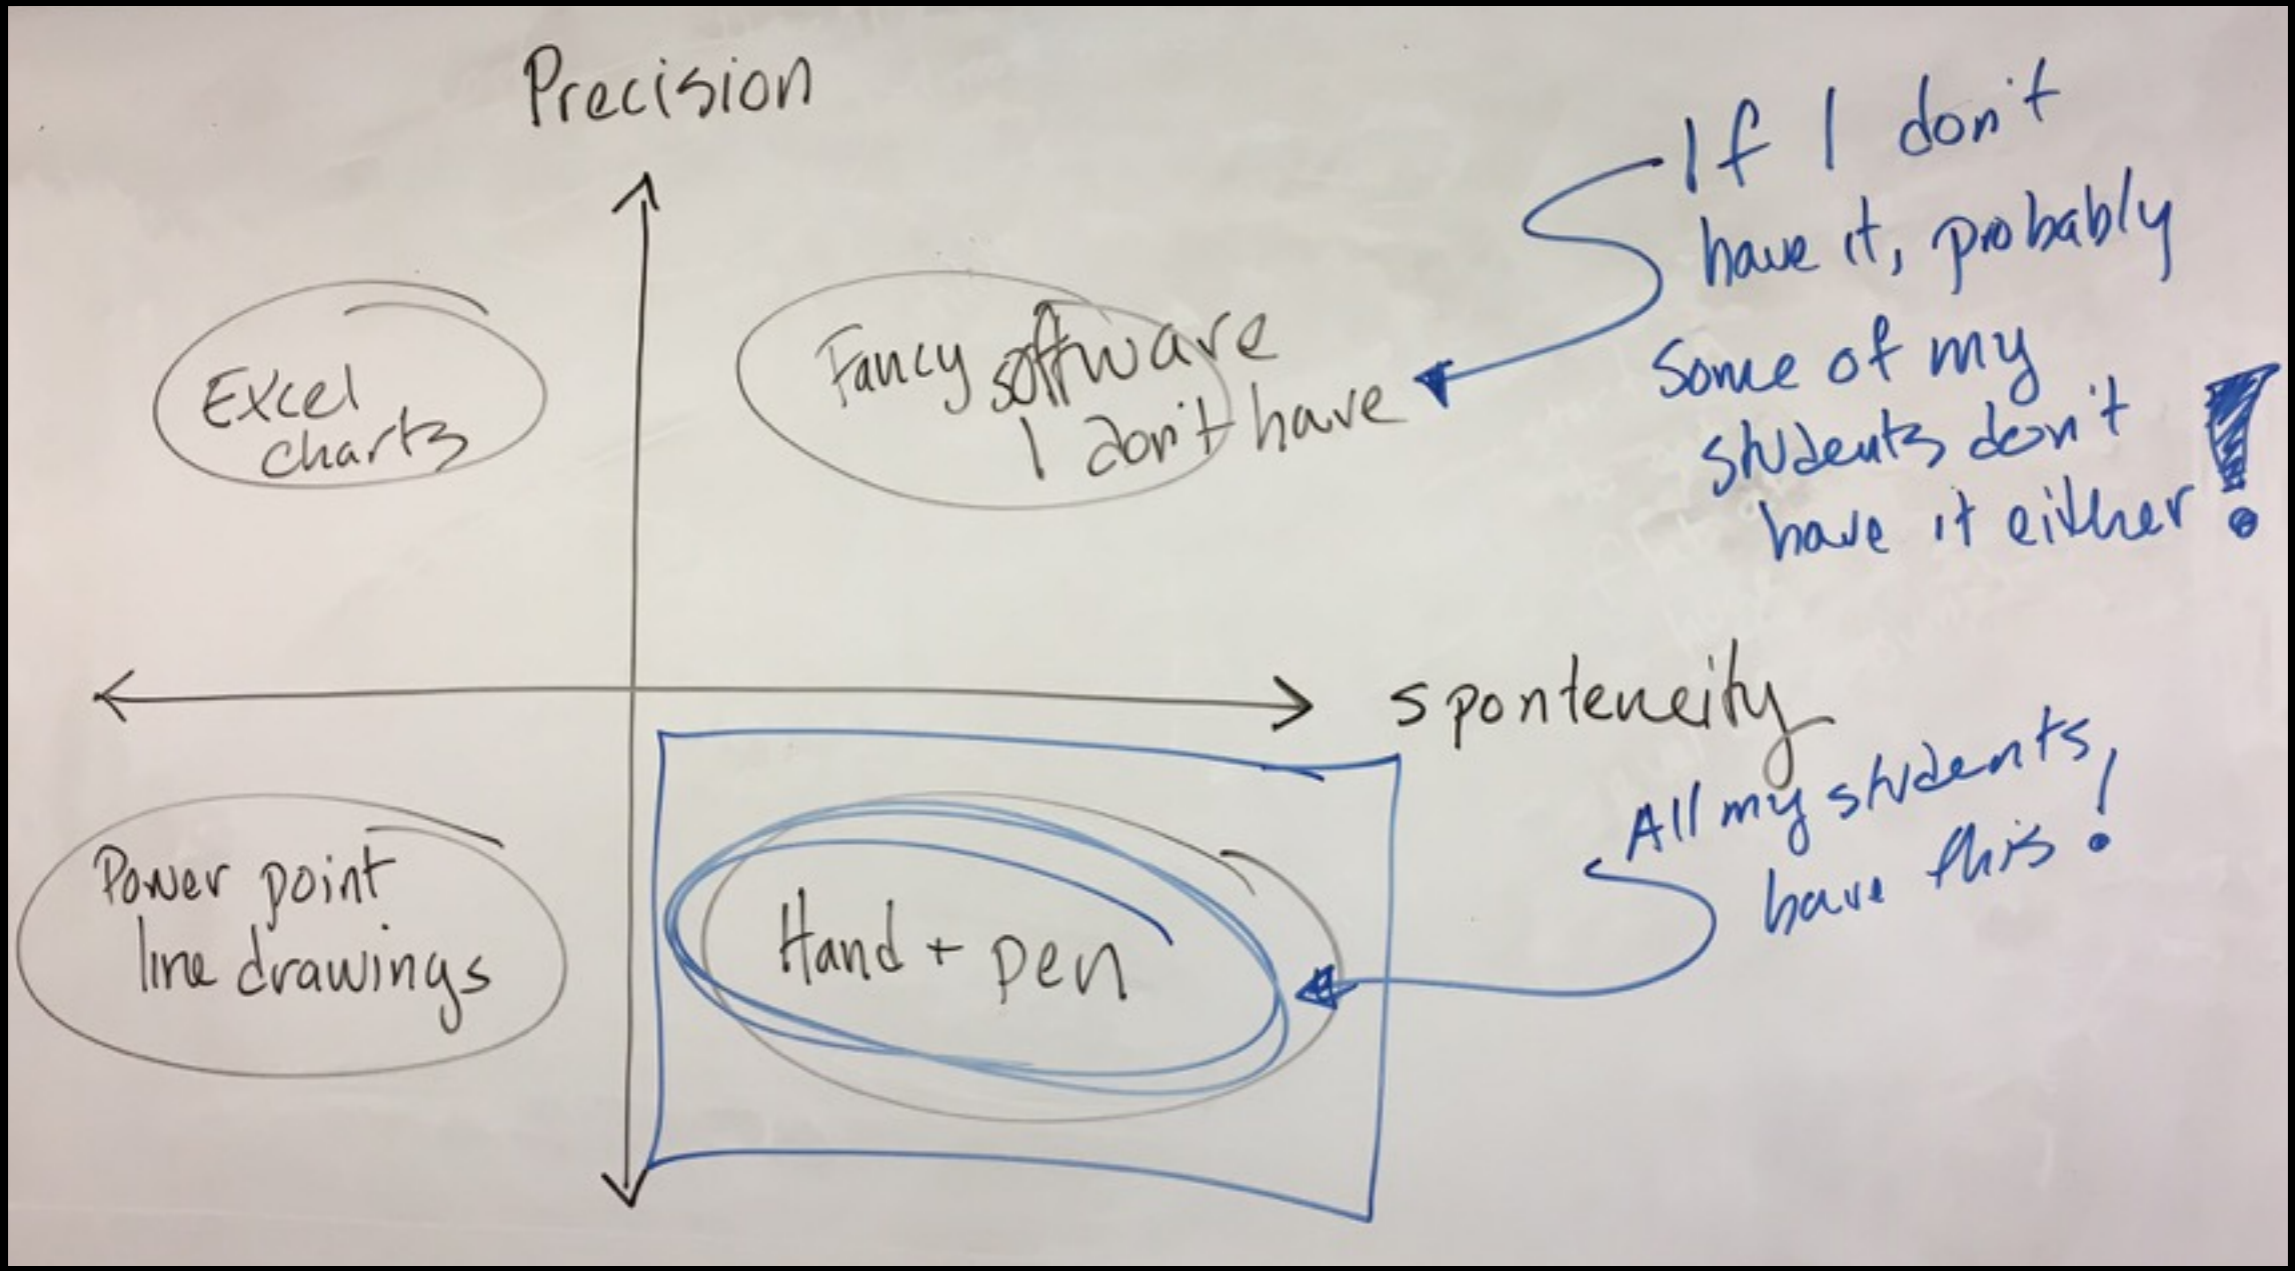 Precision
If I don't
have it, probably
Some of my
students don't
have it either!
Excel
charts
Fancy software
I don't have
sponteneity
All my students
have this!
Power point
line drawings
Hand + pen